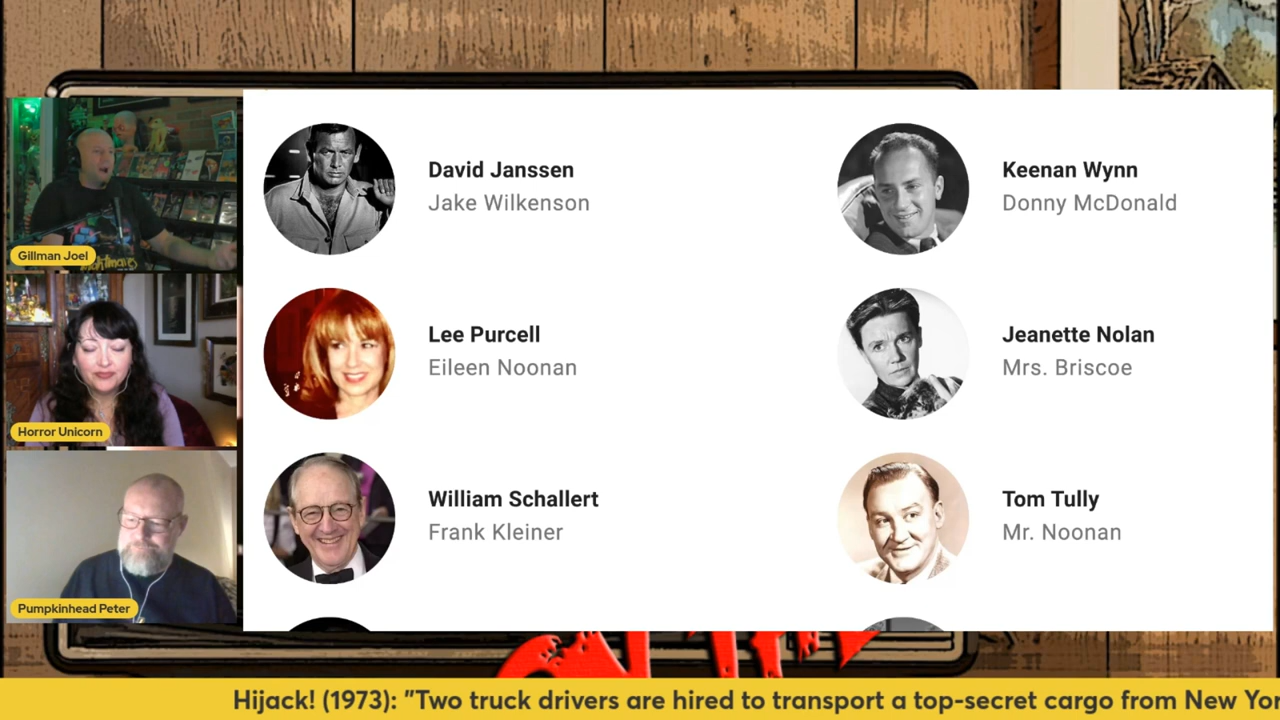 David Janssen
Jake Wilkenson
Keenan Wynn
Donny McDonald
Gillman Joel
Lee Purcell
Eileen Noonan
Jeanette Nolan
Mrs. Briscoe
Horror Unicorn
William Schallert
Frank Kleiner
Tom Tully
Mr. Noonan
Pumpkinhead Peter
Hijack! (1973): "Two truck drivers are hired to transport a top-secret cargo from New Yor